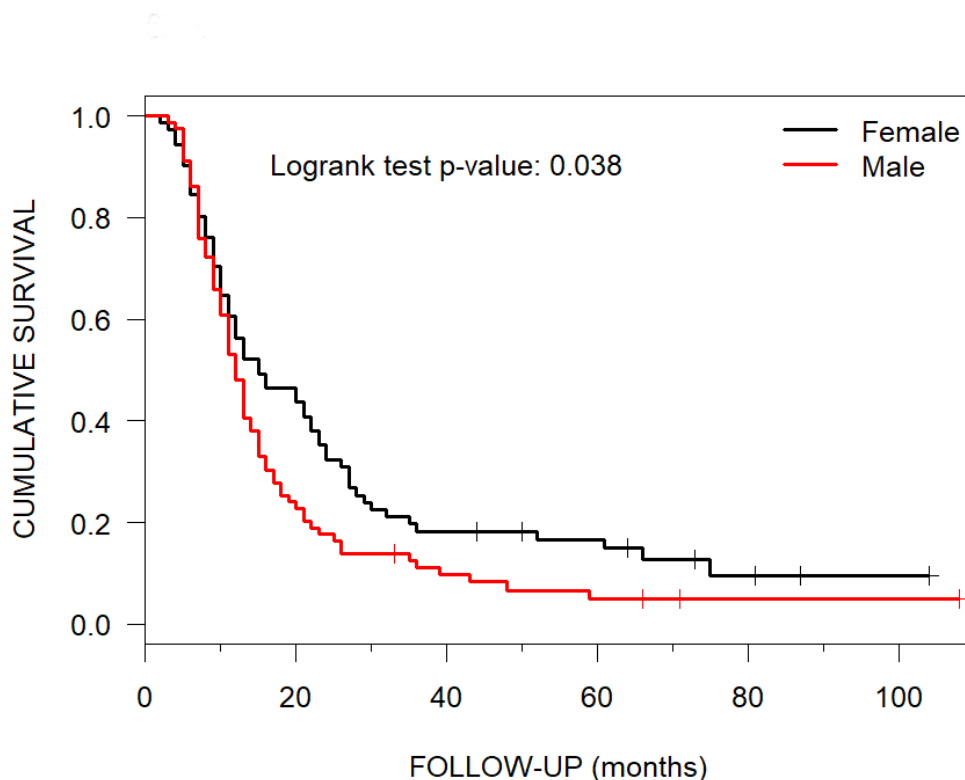 Female
Male
Logrank test p-value: 0.038
CUMULATIVE SURVIVAL
1.0
0.8
0.6
0.4
0.2
0.0
0 20 40 60 80 100
FOLLOW-UP (months)